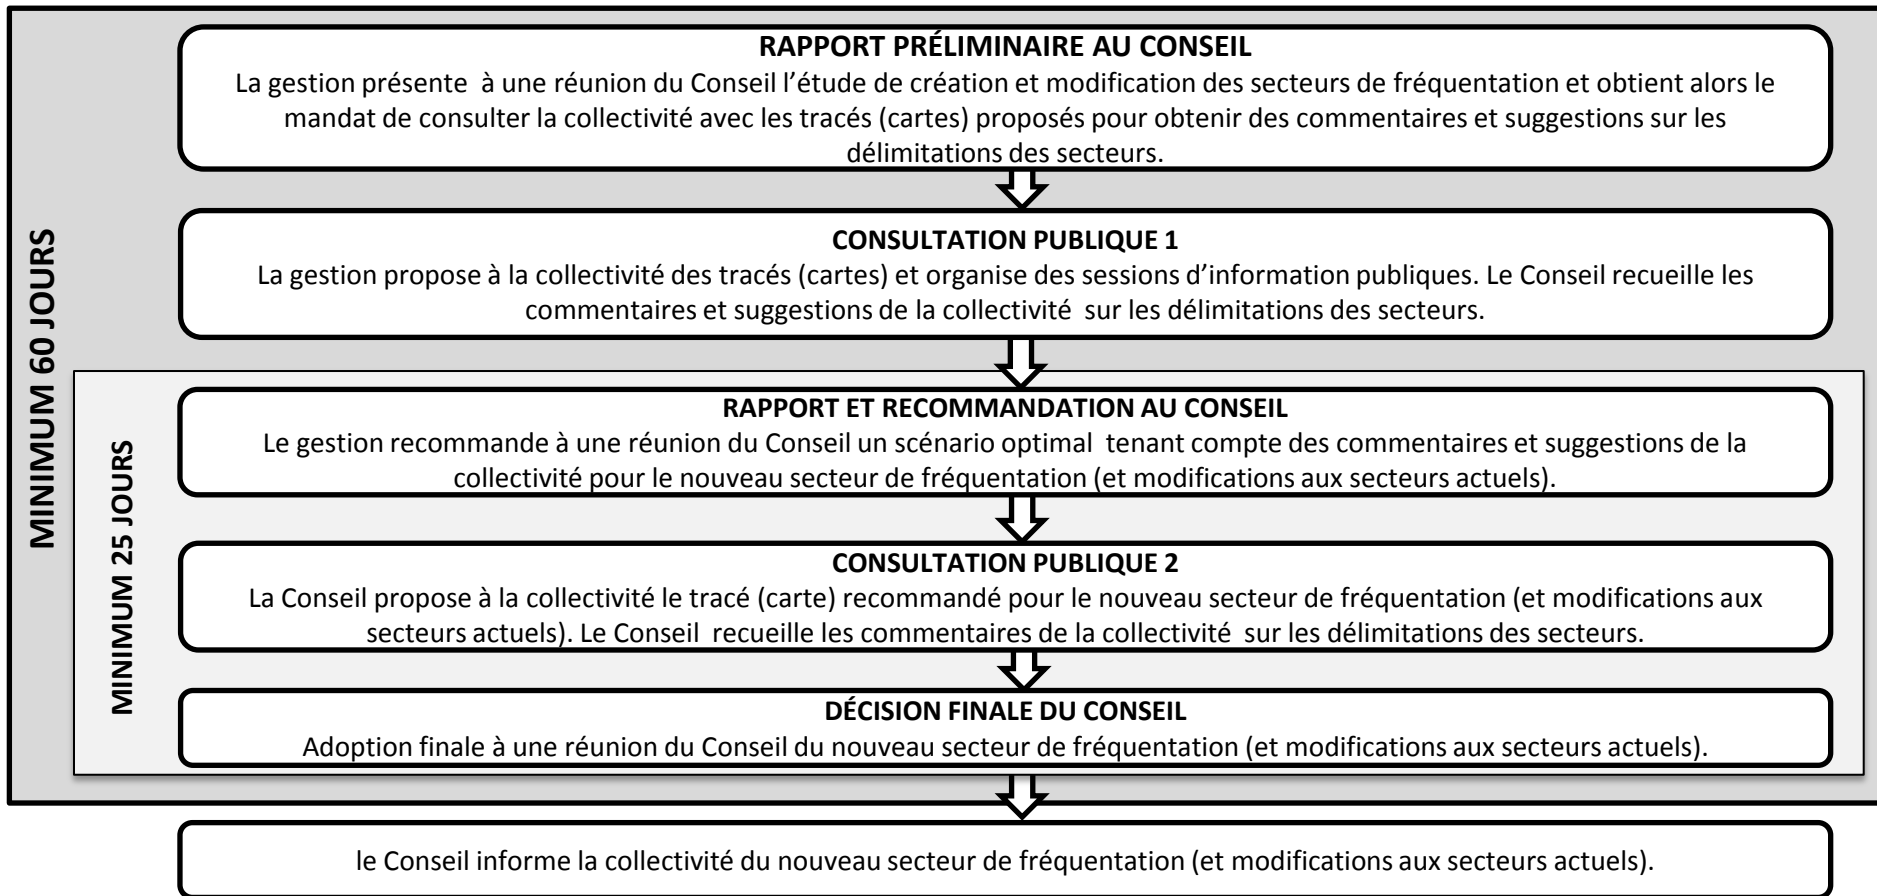 RAPPORT PRÉLIMINAIRE AU CONSEIL
La gestion présente à une réunion du Conseil l’étude de création et modification des secteurs de fréquentation et obtient alors le
mandat de consulter la collectivité avec les tracés (cartes) proposés pour obtenir des commentaires et suggestions sur les
délimitations des secteurs.
MINIMUM 60 JOURS
CONSULTATION PUBLIQUE 1
La gestion propose à la collectivité des tracés (cartes) et organise des sessions d’information publiques. Le Conseil recueille les
commentaires et suggestions de la collectivité sur les délimitations des secteurs.
MINIMUM 25 JOURS
RAPPORT ET RECOMMANDATION AU CONSEIL
Le gestion recommande à une réunion du Conseil un scénario optimal tenant compte des commentaires et suggestions de la
collectivité pour le nouveau secteur de fréquentation (et modifications aux secteurs actuels).
CONSULTATION PUBLIQUE 2
La Conseil propose à la collectivité le tracé (carte) recommandé pour le nouveau secteur de fréquentation (et modifications aux
secteurs actuels). Le Conseil recueille les commentaires de la collectivité sur les délimitations des secteurs.
DÉCISION FINALE DU CONSEIL
Adoption finale à une réunion du Conseil du nouveau secteur de fréquentation (et modifications aux secteurs actuels).
le Conseil informe la collectivité du nouveau secteur de fréquentation (et modifications aux secteurs actuels).